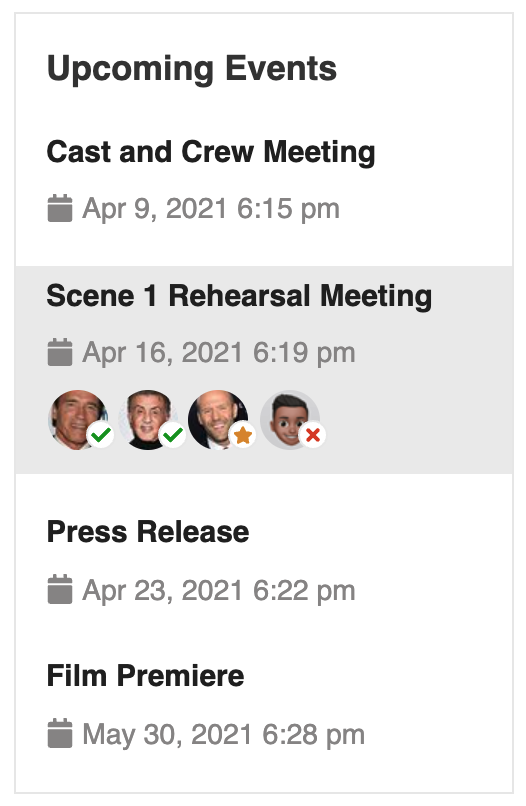 Upcoming Events
Cast and Crew Meeting
Apr 9, 2021 6:15 pm
Scene 1 Rehearsal Meeting
Apr 16, 2021 6:19 pm
Press Release
Apr 23, 2021 6:22 pm
Film Premiere
May 30, 2021 6:28 pm